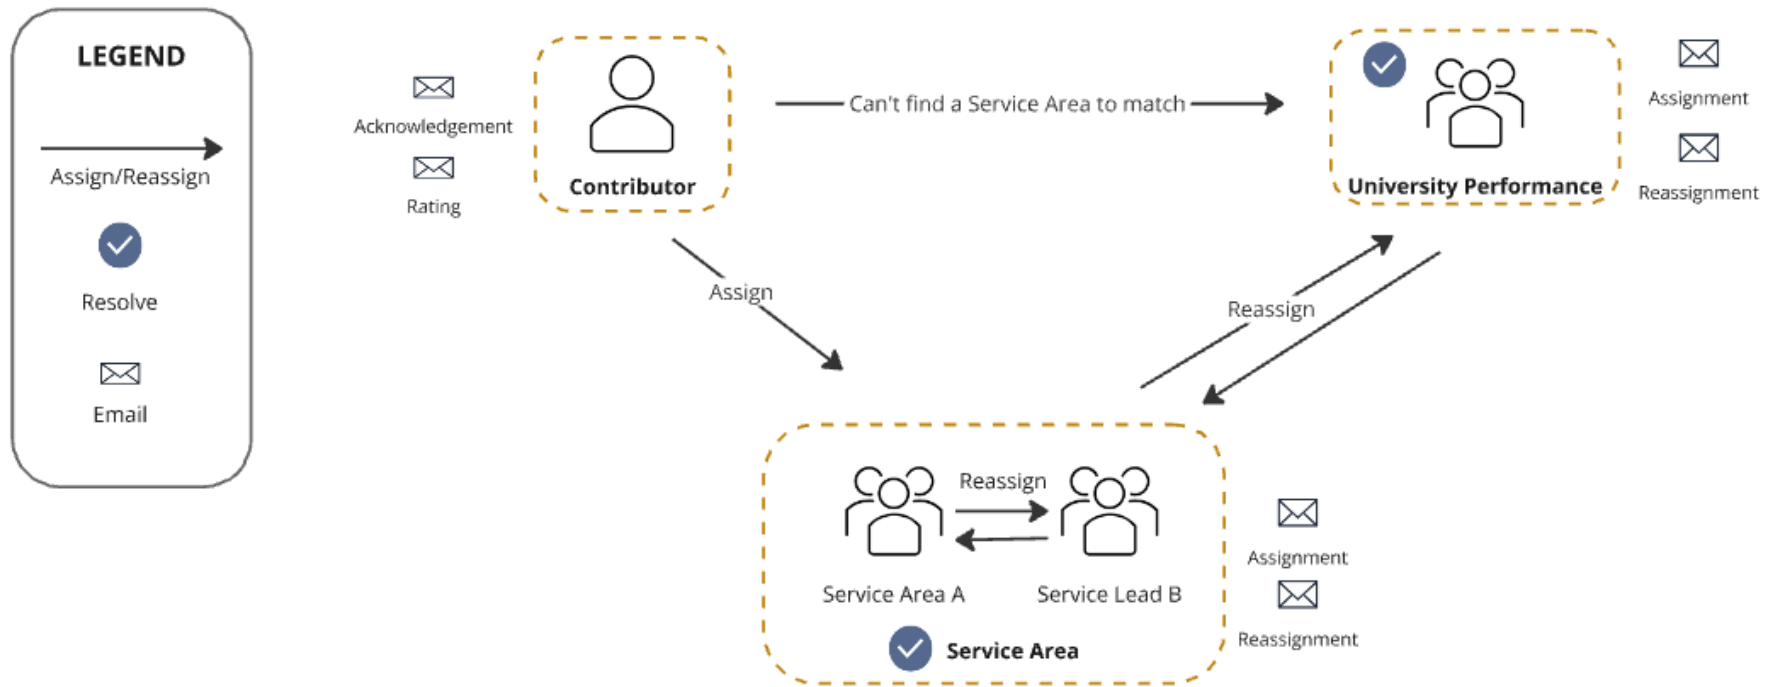 LEGEND
Assign/Reassign
Resolve
Email
Acknowledgement
Rating
Contributor
Can't find a Service Area to match
University Performance
Assignment
Reassignment
Assign
Reassign
Reassign
Service Area A
Service Lead B
Service Area
Assignment
Reassignment